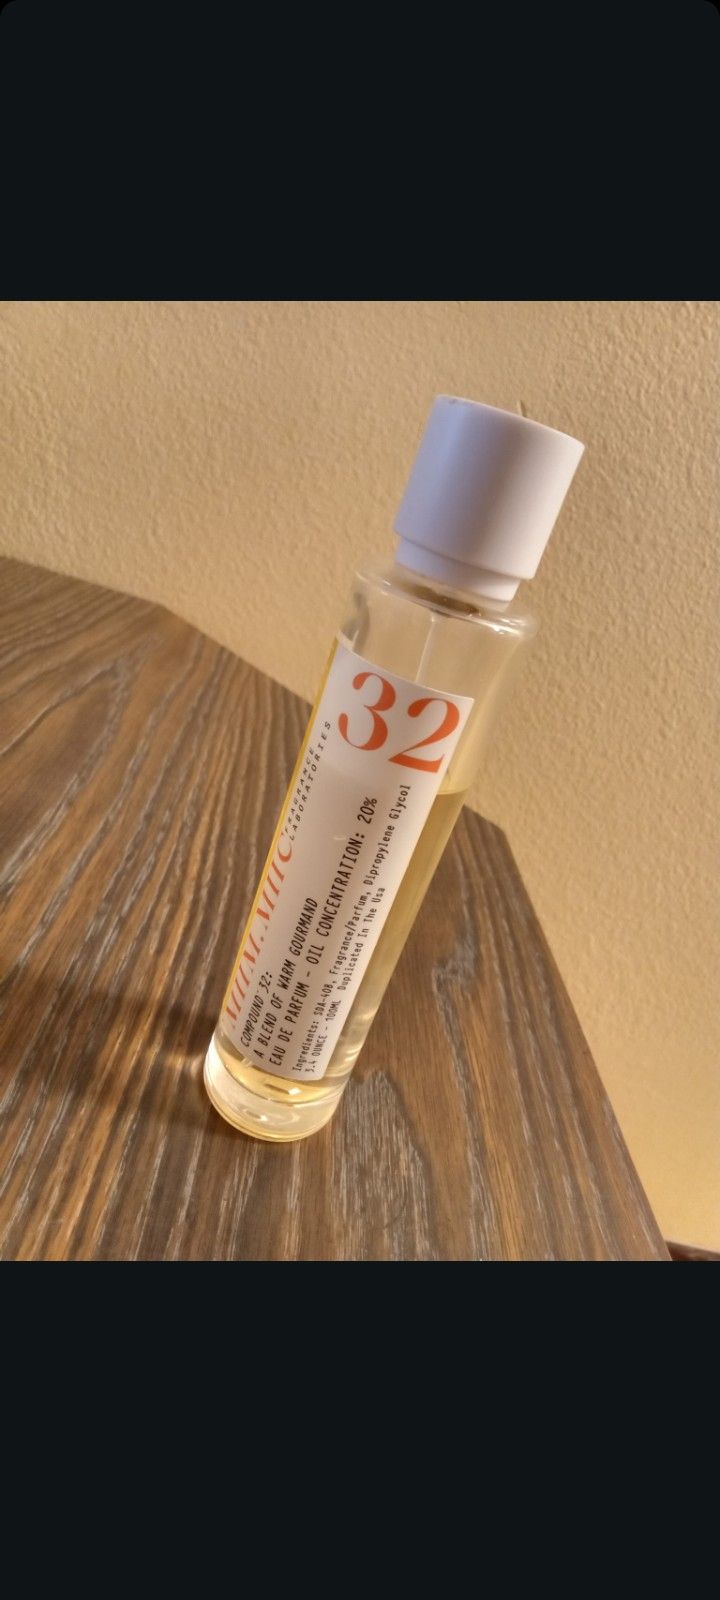 32
FRAGRANCE
LABORATORIES
COMPOUND 32:
A BLEND OF WARM GOURMAND
EAU DE PARFUM – OIL CONCENTRATION: 20%
Ingredients: SDA-40B, Fragrance/Parfum, Dipropylene Glycol
3.4 OUNCE - 100ML Duplicated In The Usa